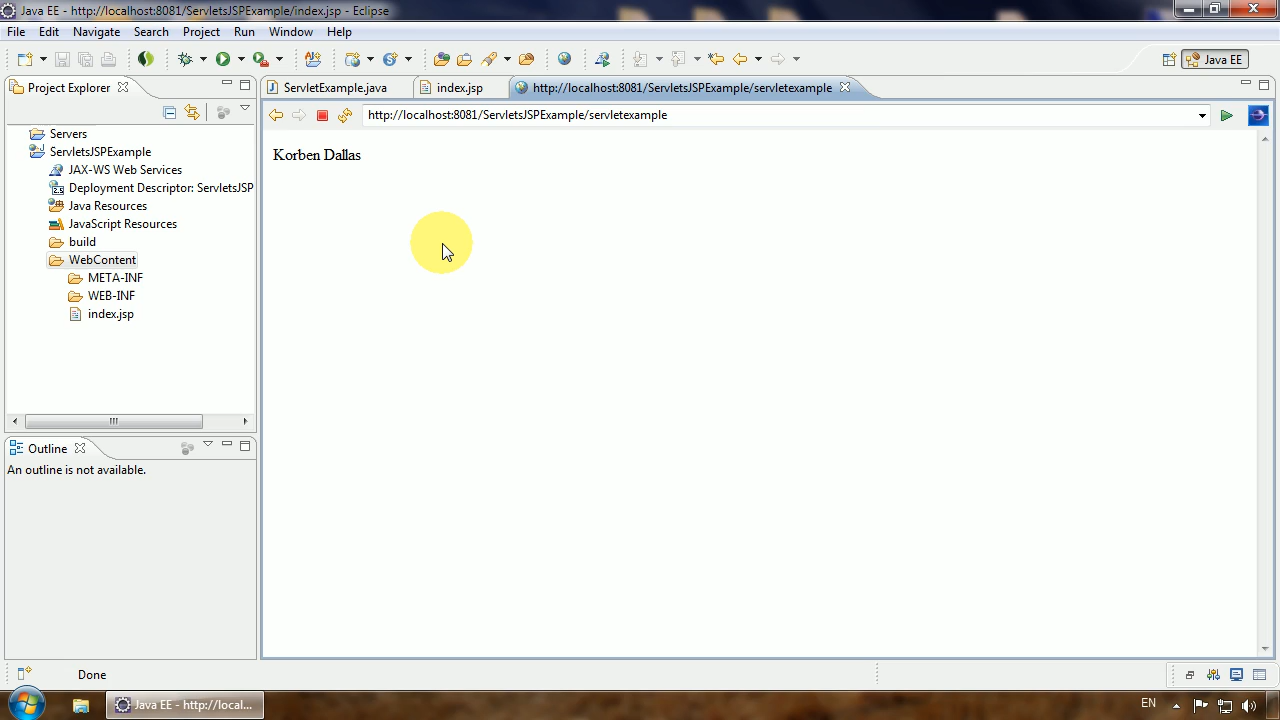 Java EE - http://localhost:8081/ServletsJSPExample/index.jsp - Eclipse
File Edit Navigate Search Project Run Window Help
Java EE
Project Explorer
ServletExample.java
index.jsp
http://localhost:8081/ServletsJSPExample/servletexample
http://localhost:8081/ServletsJSPExample/servletexample
Servers
ServletsJSPExample
JAX-WS Web Services
Deployment Descriptor: ServletsJSP
Java Resources
JavaScript Resources
build
WebContent
META-INF
WEB-INF
index.jsp
Korben Dallas
Outline
An outline is not available.
Done
Java EE - http://local...
EN